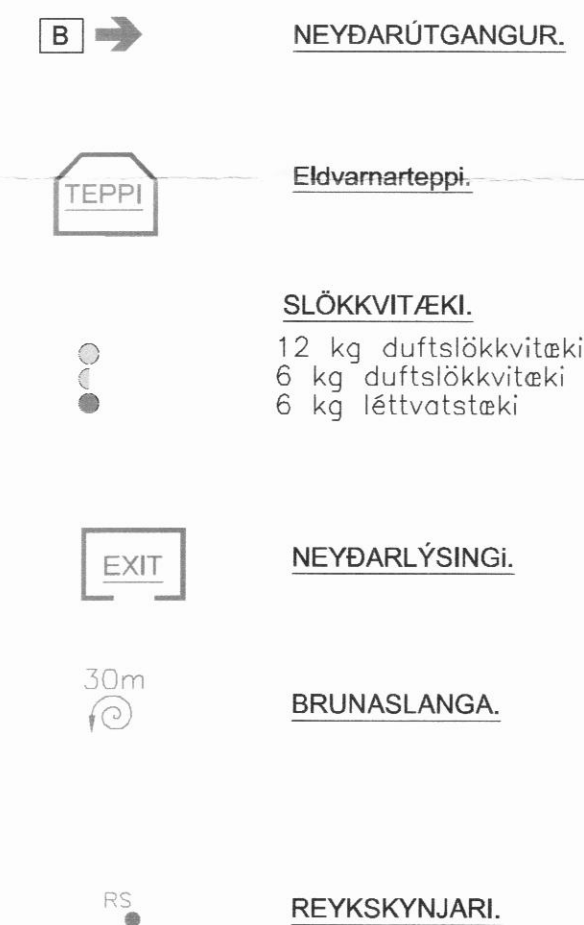 B NEYÐARÚTGANGUR.
TEPPI Eldvarnarteppi.
SLÖKKVITÆKI.
12 kg duftslökkvitæki
6 kg duftslökkvitæki
6 kg léttvatstæki
EXIT NEYÐARLÝSINGi.
30m
BRUNASLANGA.
RS
REYKSKYNJARI.